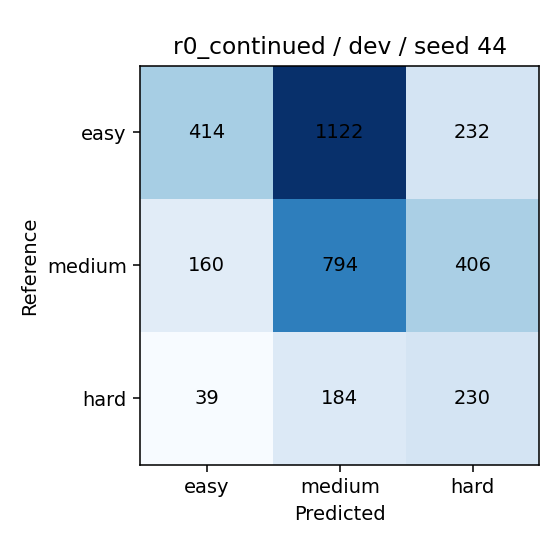 r0_continued / dev / seed 44
easy 414 1122 232
medium 160 794 406
hard 39 184 230
easy medium hard
Predicted
Reference